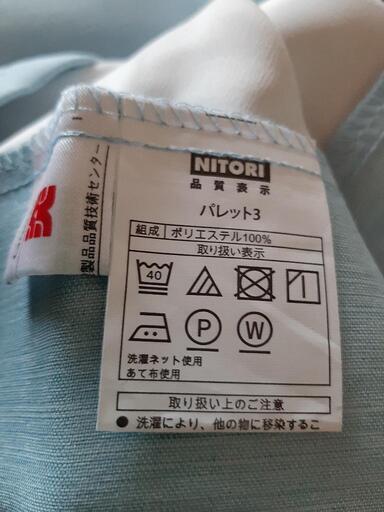 NITORI
品質表示
パレット3
組成 ポリエステル100%
取り扱い表示
40
P W
洗濯ネット使用
あて布使用
取り扱い上のご注意
● 洗濯により、他の物に移染するこ
製品品質技術センター